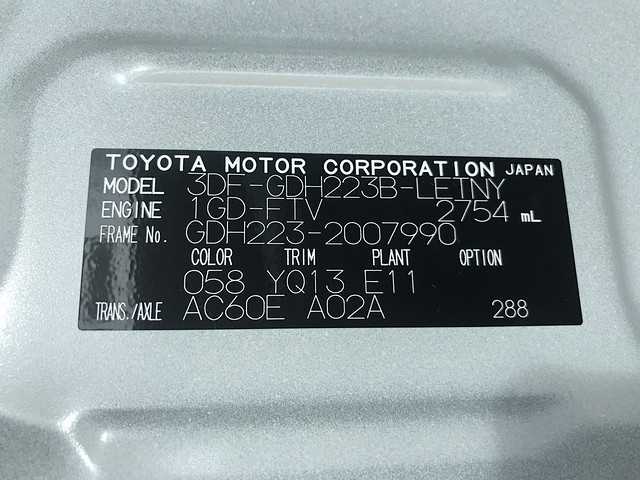 TOYOTA MOTOR CORPORATION JAPAN
MODEL 3DF-GDH223B-LETNY
ENGINE 1GD-FTV 2754 mL
FRAME No. GDH223-2007990
COLOR TRIM PLANT OPTION
058 YQ13 E11
TRANS./AXLE AC60E A02A 288